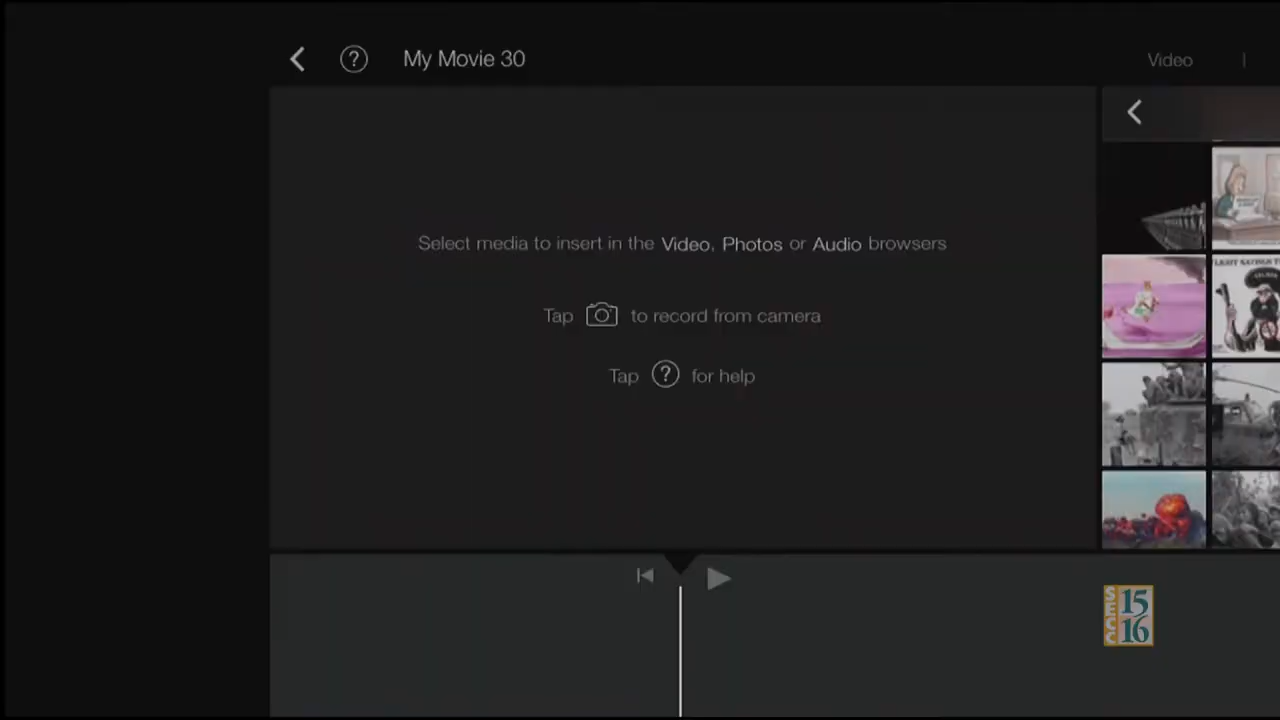 My Movie 30
Video
Select media to insert in the Video, Photos or Audio browsers
Tap to record from camera
Tap ? for help
SECC 15 16